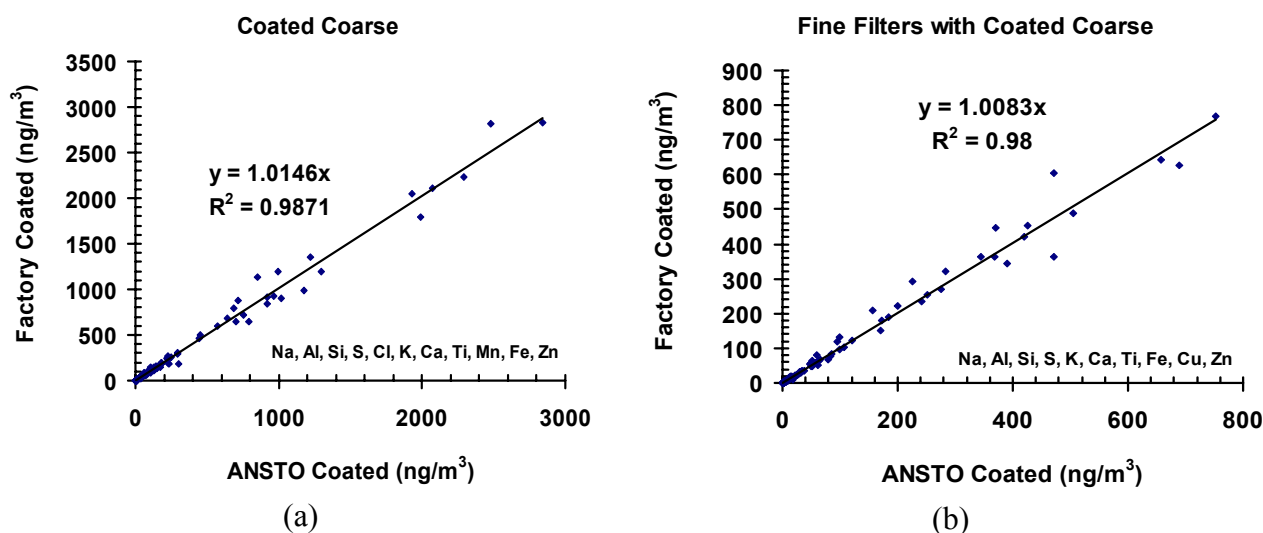 Coated Coarse
3500
3000
2500
2000
1500
1000
500
0
Factory Coated (ng/m³)
y = 1.0146x
R² = 0.9871
Na, Al, Si, S, Cl, K, Ca, Ti, Mn, Fe, Zn
0 1000 2000 3000
ANSTO Coated (ng/m³)
(a)
Fine Filters with Coated Coarse
900
800
700
600
500
400
300
200
100
0
Factory Coated (ng/m³)
y = 1.0083x
R² = 0.98
Na, Al, Si, S, K, Ca, Ti, Fe, Cu, Zn
0 200 400 600 800
ANSTO Coated (ng/m³)
(b)